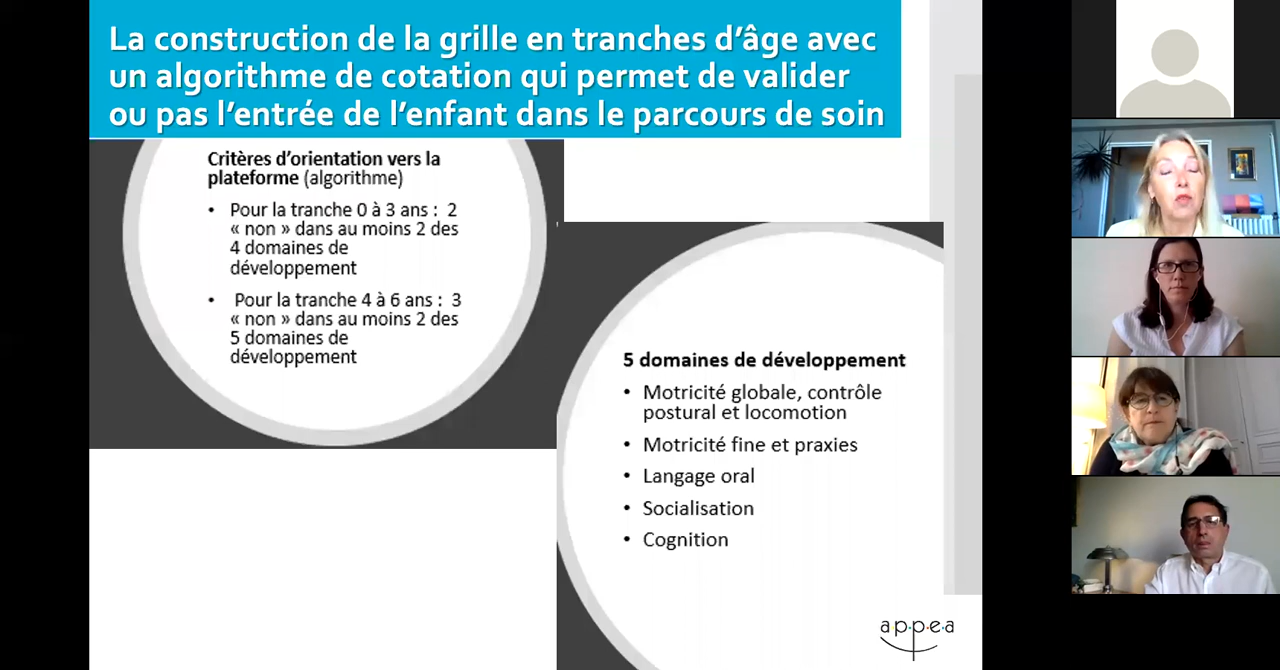 La construction de la grille en tranches d’âge avec
un algorithme de cotation qui permet de valider
ou pas l’entrée de l’enfant dans le parcours de soin
Critères d’orientation vers la
plateforme (algorithme)
• Pour la tranche 0 à 3 ans : 2
« non » dans au moins 2 des
4 domaines de
développement
• Pour la tranche 4 à 6 ans : 3
« non » dans au moins 2 des
5 domaines de
développement
5 domaines de développement
• Motricité globale, contrôle
postural et locomotion
• Motricité fine et praxies
• Langage oral
• Socialisation
• Cognition
a·p·p·e·a